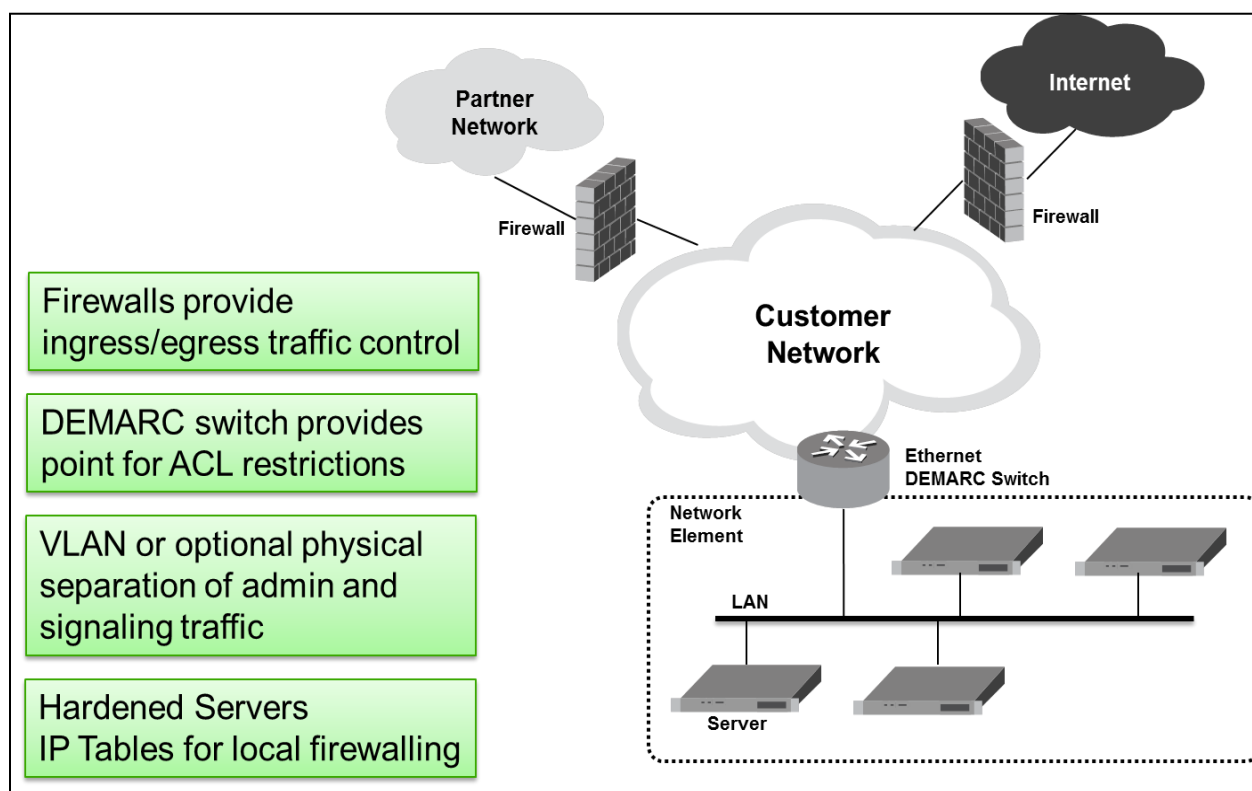 Partner
Network
Internet
Firewall
Firewall
Customer
Network
Firewalls provide
ingress/egress traffic control
DEMARC switch provides
point for ACL restrictions
VLAN or optional physical
separation of admin and
signaling traffic
Hardened Servers
IP Tables for local firewalling
Ethernet
DEMARC Switch
Network
Element
LAN
Server